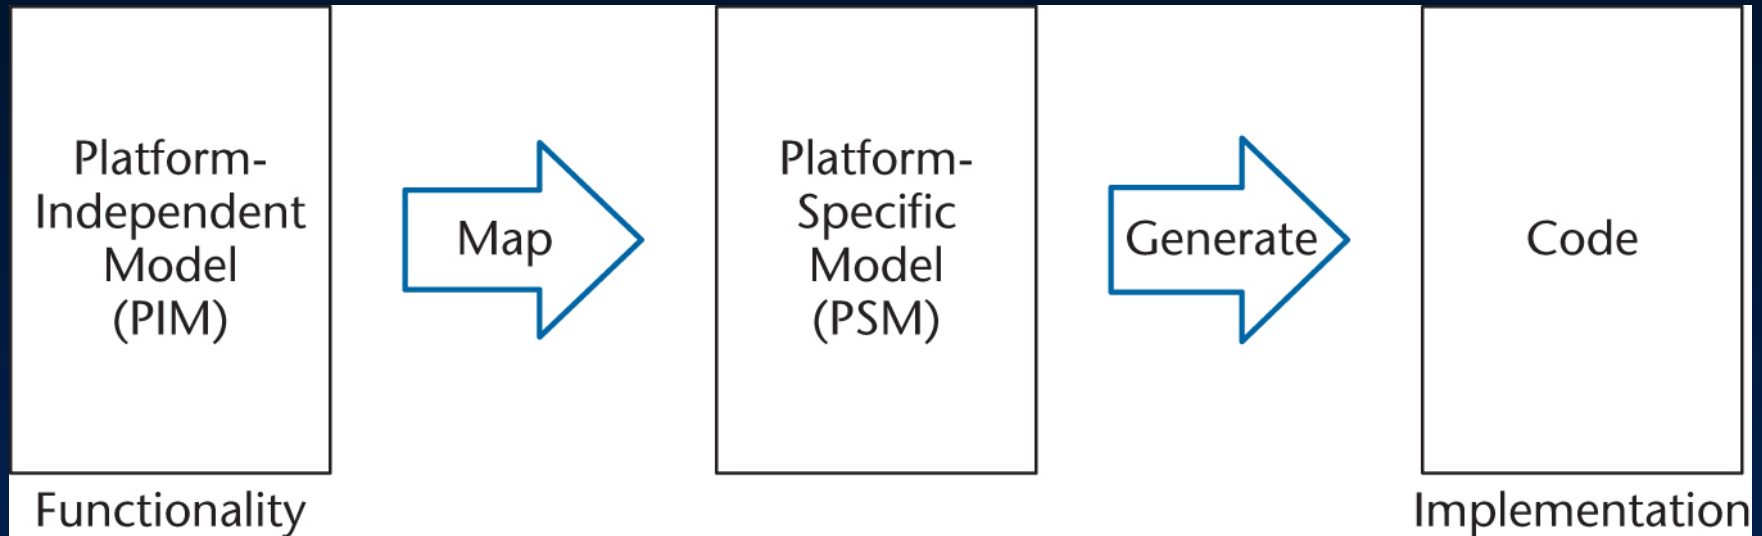 Platform-
Independent
Model
(PIM)
Map
Platform-
Specific
Model
(PSM)
Generate
Code
Functionality
Implementation